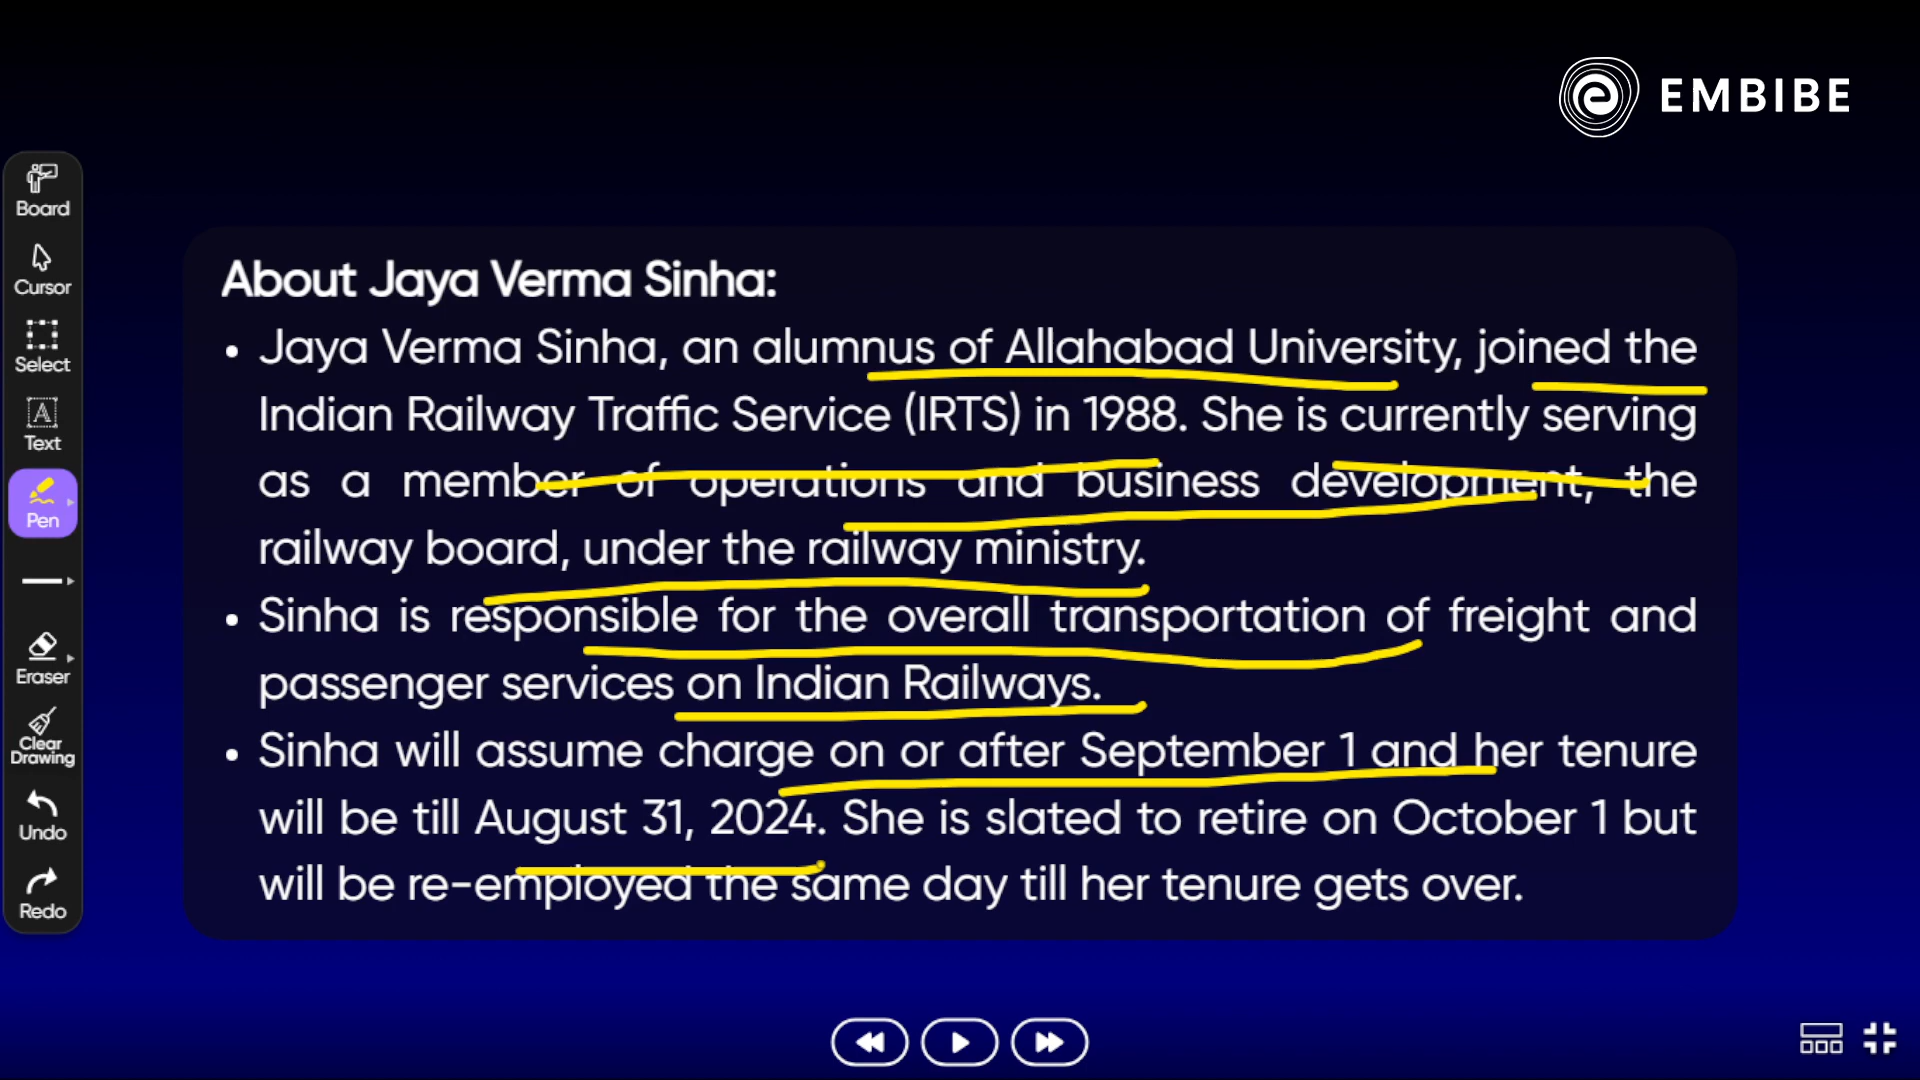 EMBIBE
Board
Cursor
Select
Text
Pen
Eraser
Clear
Drawing
Undo
Redo
About Jaya Verma Sinha:
• Jaya Verma Sinha, an alumnus of Allahabad University, joined the
Indian Railway Traffic Service (IRTS) in 1988. She is currently serving
as a member of operations and business development, the
railway board, under the railway ministry.
• Sinha is responsible for the overall transportation of freight and
passenger services on Indian Railways.
• Sinha will assume charge on or after September 1 and her tenure
will be till August 31, 2024. She is slated to retire on October 1 but
will be re-employed the same day till her tenure gets over.